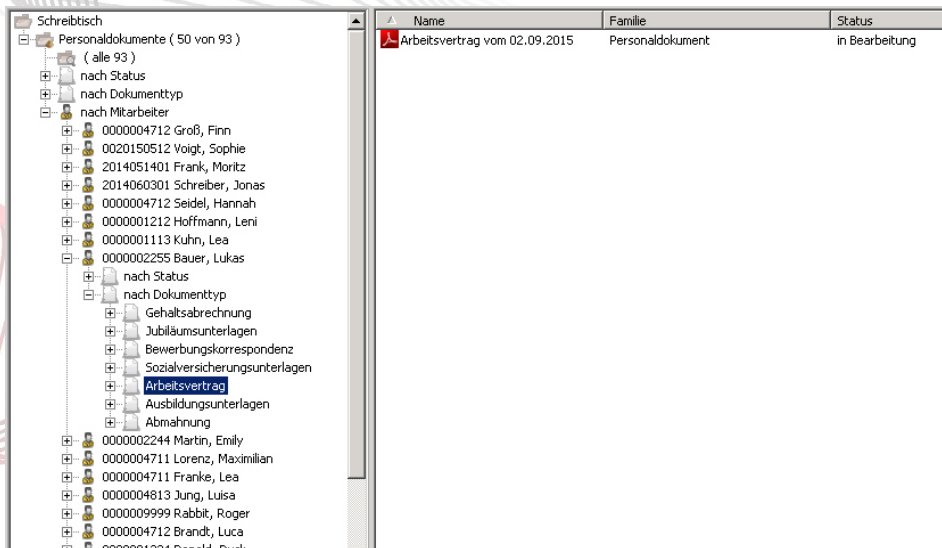 Schreibtisch
Personaldokumente ( 50 von 93 )
( alle 93 )
nach Status
nach Dokumenttyp
nach Mitarbeiter
0000004712 Groß, Finn
0020150512 Voigt, Sophie
2014051401 Frank, Moritz
2014060301 Schreiber, Jonas
0000004712 Seidel, Hannah
0000001212 Hoffmann, Leni
0000001113 Kuhn, Lea
0000002255 Bauer, Lukas
nach Status
nach Dokumenttyp
Gehaltsabrechnung
Jubiläumsunterlagen
Bewerbungskorrespondenz
Sozialversicherungsunterlagen
Arbeitsvertrag
Ausbildungsunterlagen
Abmahnung
0000002244 Martin, Emily
0000004711 Lorenz, Maximilian
0000004711 Franke, Lea
0000004813 Jung, Luisa
0000009999 Rabbit, Roger
0000004712 Brandt, Luca
0000001234 Donald, Duck
Name Familie Status
Arbeitsvertrag vom 02.09.2015 Personaldokument in Bearbeitung